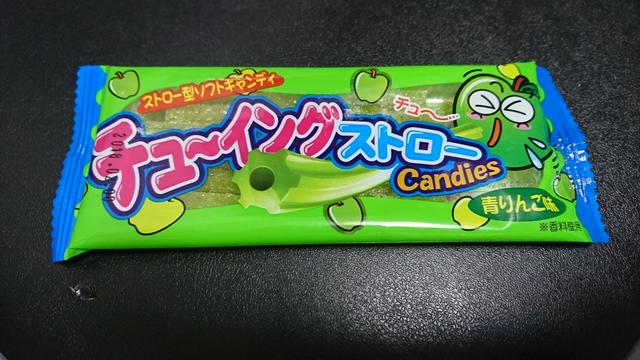 ストロー型ソフトキャンディ
チュ〜
チューイングストロー
Candies
青りんご味
※香料使用